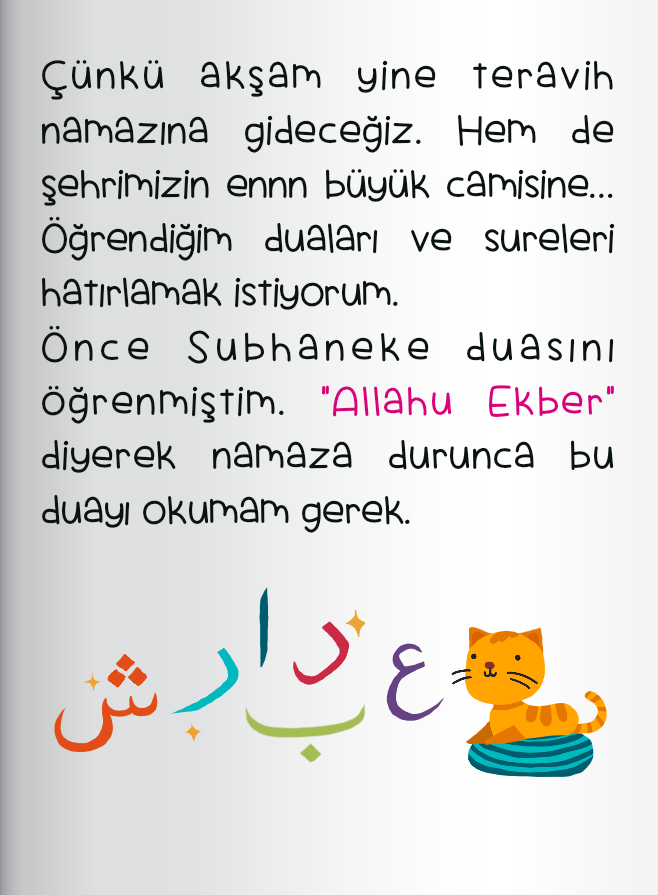 Çünkü akşam yine teravih
namazına gideceğiz. Hem de
şehrimizin ennn büyük camisine...
Öğrendiğim duaları ve sureleri
hatırlamak istiyorum.
Önce Subhaneke duasını
öğrenmiştim. "Allahu Ekber"
diyerek namaza durunca bu
duayı okumam gerek.
ع د ا ر ش
ب